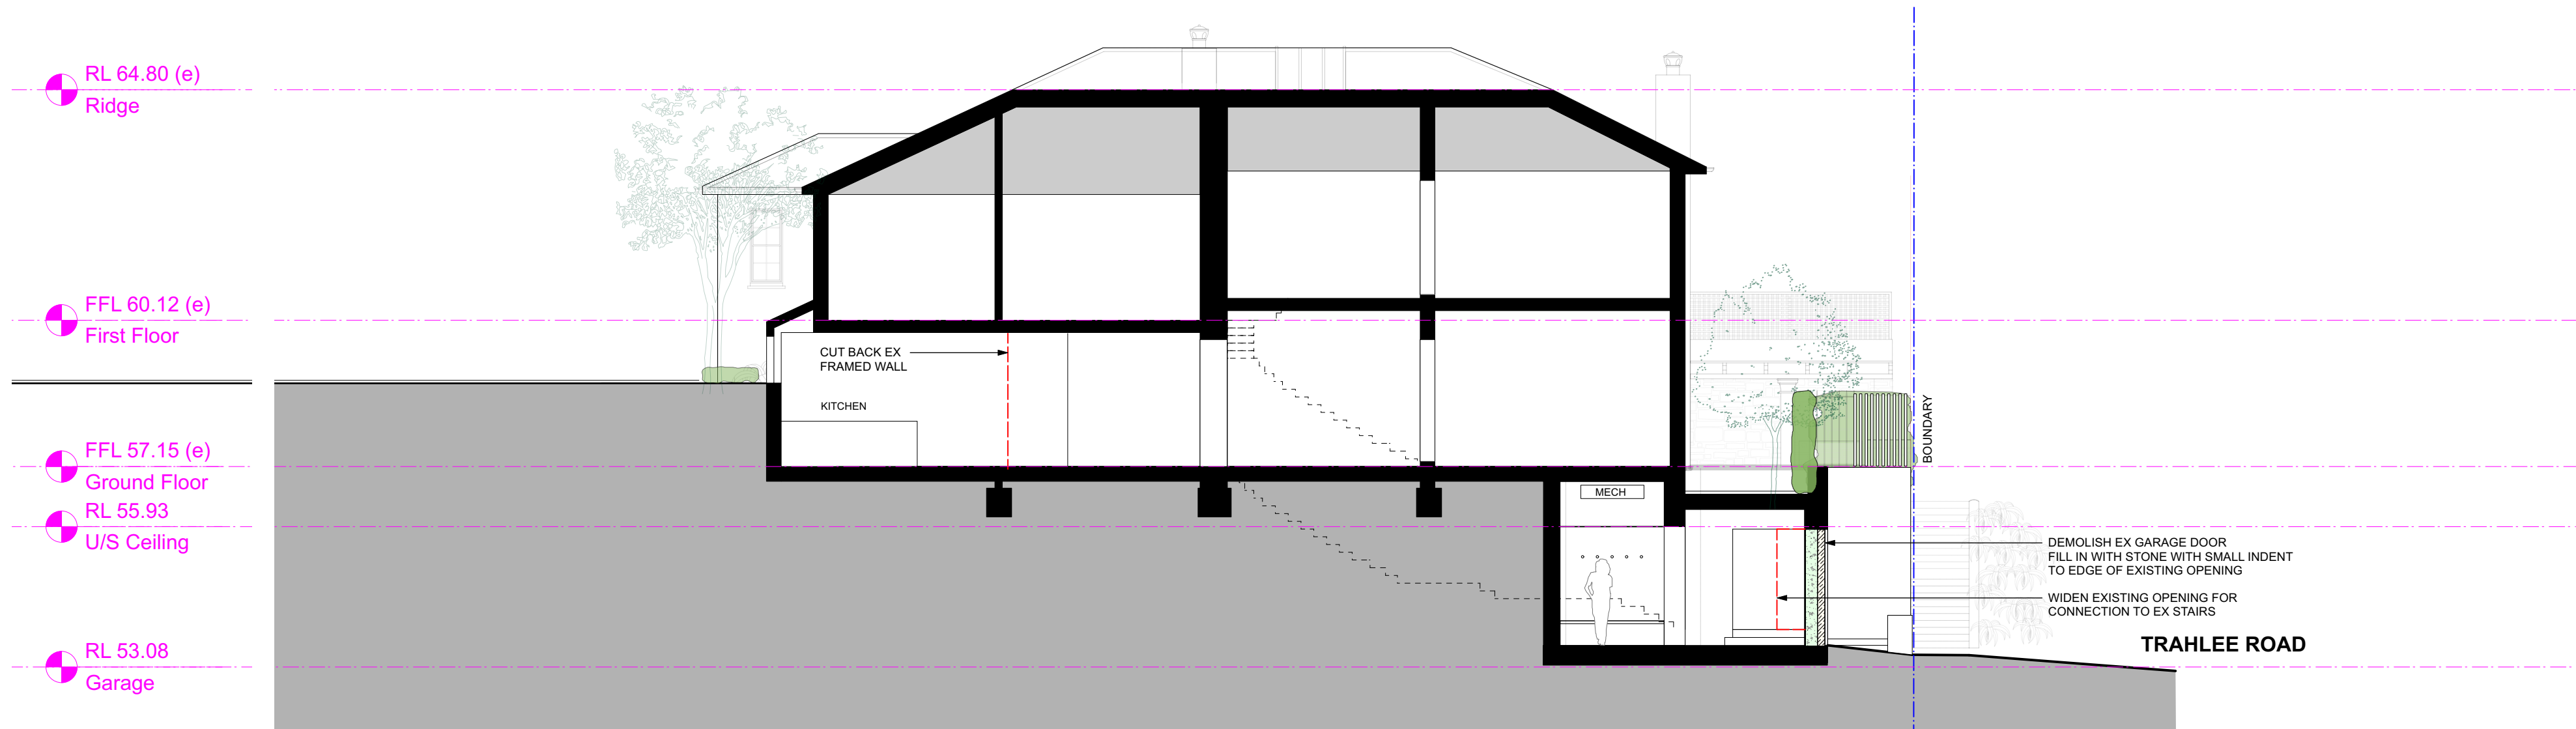 RL 64.80 (e)
Ridge
FFL 60.12 (e)
First Floor
FFL 57.15 (e)
Ground Floor
RL 55.93
U/S Ceiling
RL 53.08
Garage
CUT BACK EX
FRAMED WALL
KITCHEN
MECH
BOUNDARY
DEMOLISH EX GARAGE DOOR
FILL IN WITH STONE WITH SMALL INDENT
TO EDGE OF EXISTING OPENING
WIDEN EXISTING OPENING FOR
CONNECTION TO EX STAIRS
TRAHLEE ROAD